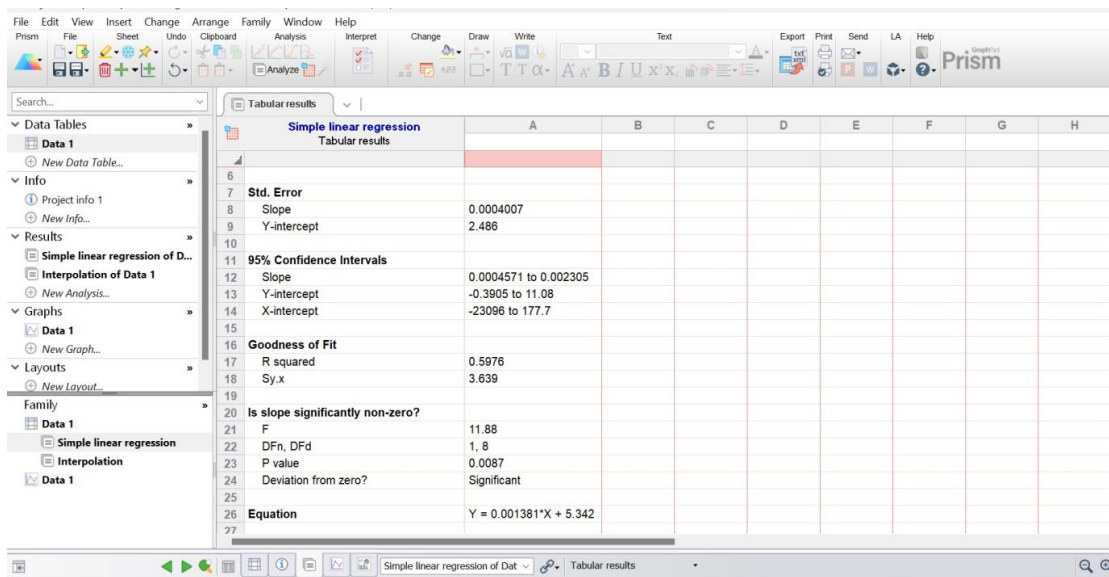 File Edit View Insert Change Arrange Family Window Help
Prism File Sheet Undo Clipboard Analysis Interpret Change Draw Write Text Export Print Send LA Help
Analyze
GraphPad
Prism
Search...
Tabular results
Data Tables
Data 1
New Data Table...
Info
Project info 1
New Info...
Results
Simple linear regression of D...
Interpolation of Data 1
New Analysis...
Graphs
Data 1
New Graph...
Layouts
New Layout...
Family
Data 1
Simple linear regression
Interpolation
Data 1
Simple linear regression A B C D E F G H
Tabular results
6
7 Std. Error
8 Slope 0.0004007
9 Y-intercept 2.486
10
11 95% Confidence Intervals
12 Slope 0.0004571 to 0.002305
13 Y-intercept -0.3905 to 11.08
14 X-intercept -23096 to 177.7
15
16 Goodness of Fit
17 R squared 0.5976
18 Sy.x 3.639
19
20 Is slope significantly non-zero?
21 F 11.88
22 DFn, DFd 1, 8
23 P value 0.0087
24 Deviation from zero? Significant
25
26 Equation Y = 0.001381*X + 5.342
27
Simple linear regression of Dat Tabular results